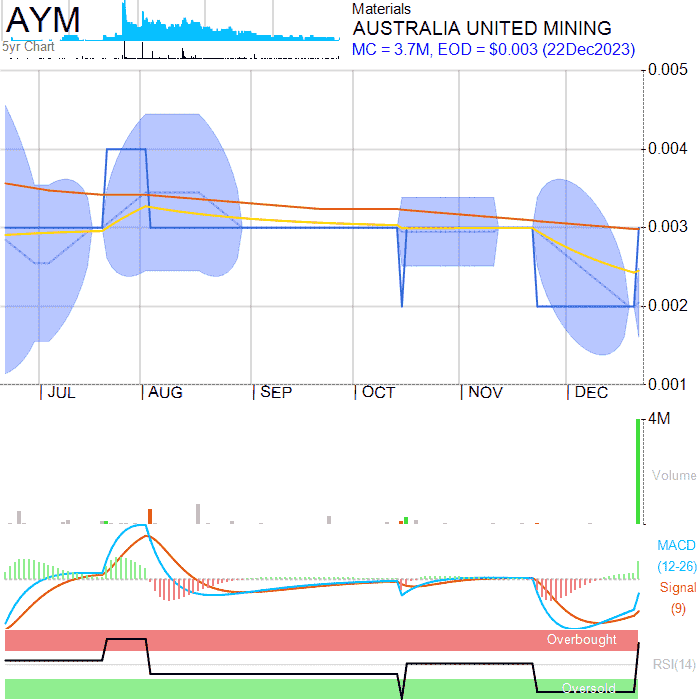 AYM
5yr Chart
Materials
AUSTRALIA UNITED MINING
MC = 3.7M, EOD = $0.003 (22Dec2023)
0.005
0.004
0.003
0.002
0.001
JUL AUG SEP OCT NOV DEC
4M
Volume
MACD
(12-26)
Signal
(9)
Overbought
RSI(14)
Oversold